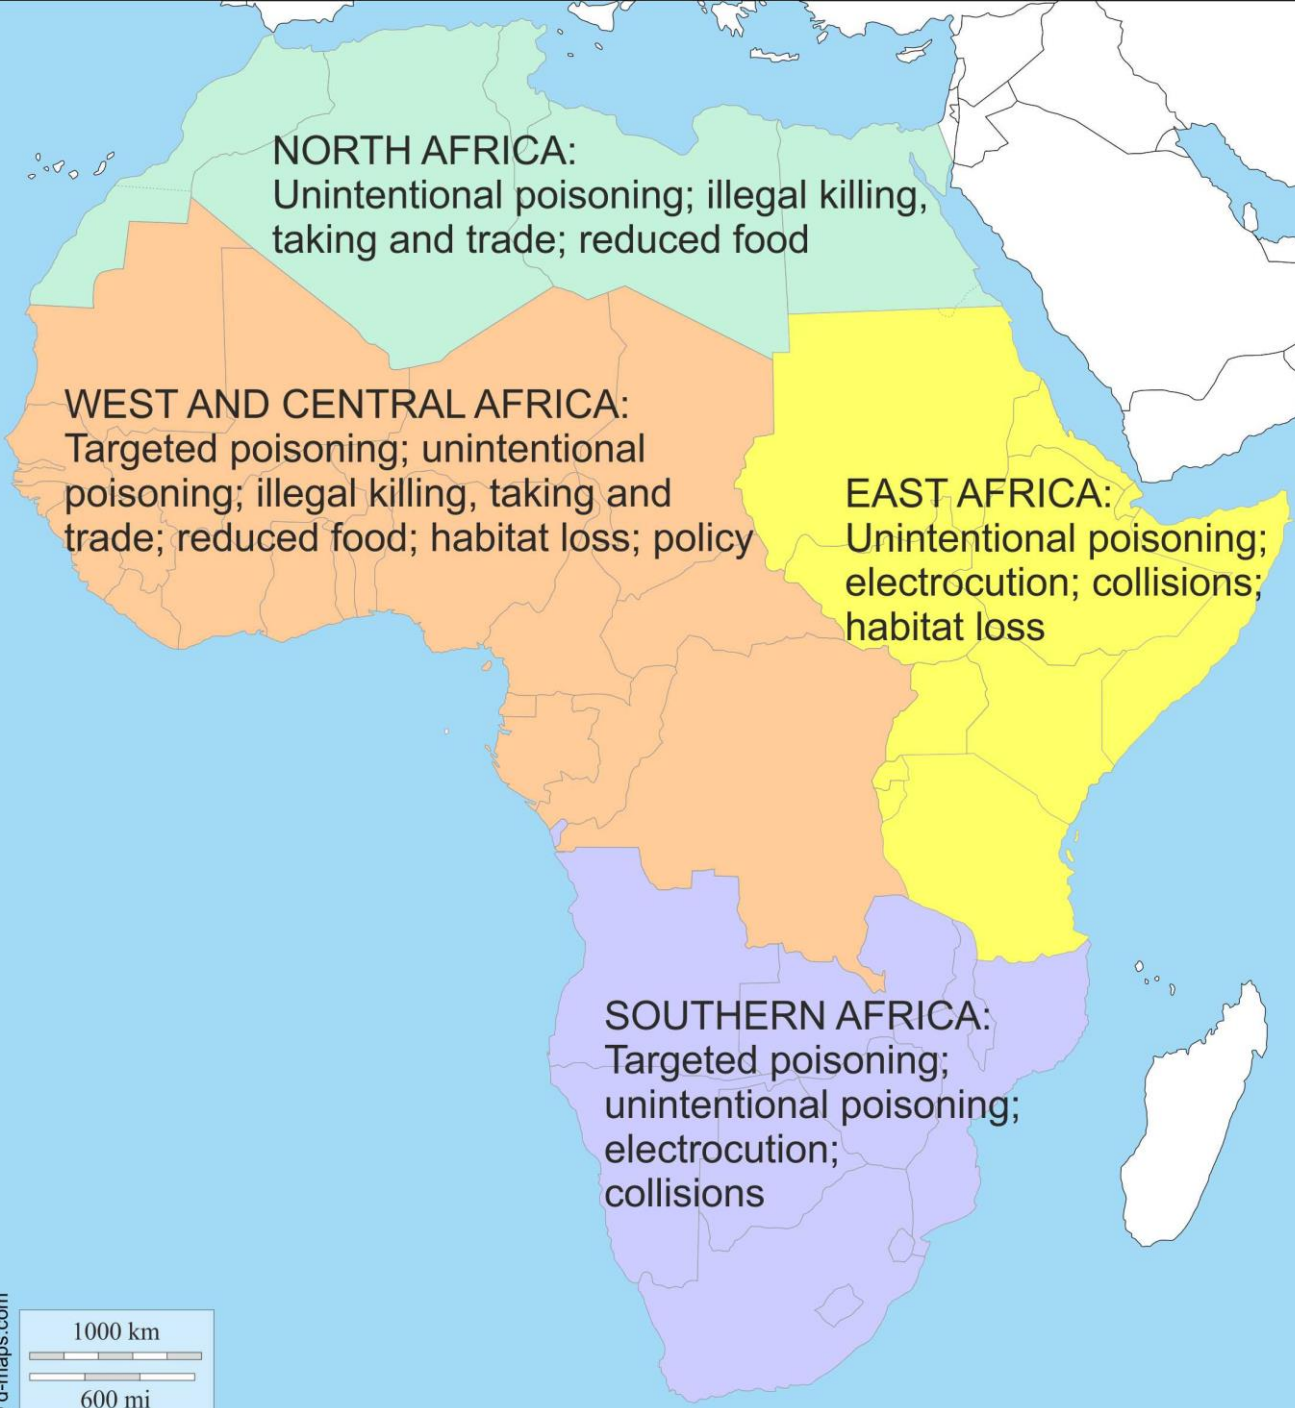 NORTH AFRICA:
Unintentional poisoning; illegal killing,
taking and trade; reduced food
WEST AND CENTRAL AFRICA:
Targeted poisoning; unintentional
poisoning; illegal killing, taking and
trade; reduced food; habitat loss; policy
EAST AFRICA:
Unintentional poisoning;
electrocution; collisions;
habitat loss
SOUTHERN AFRICA:
Targeted poisoning;
unintentional poisoning;
electrocution;
collisions
1000 km
600 mi
d-maps.com